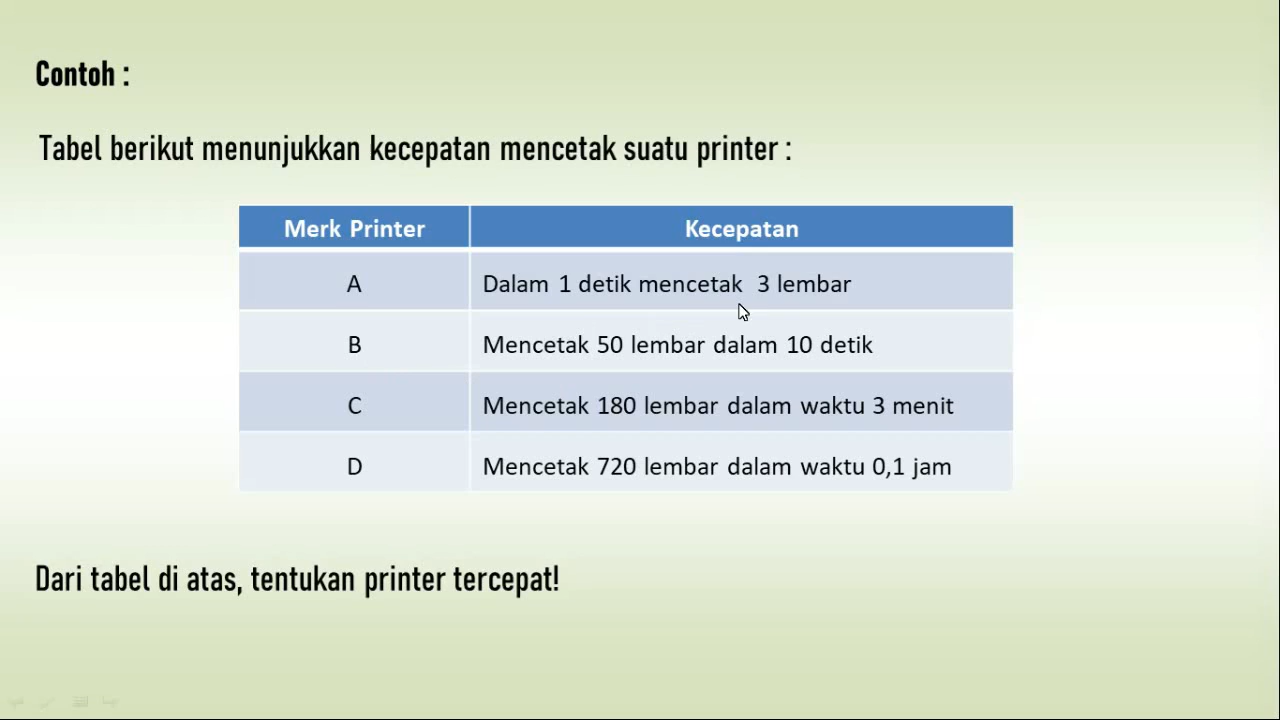 Contoh :
Tabel berikut menunjukkan kecepatan mencetak suatu printer :
Merk Printer Kecepatan
A Dalam 1 detik mencetak 3 lembar
B Mencetak 50 lembar dalam 10 detik
C Mencetak 180 lembar dalam waktu 3 menit
D Mencetak 720 lembar dalam waktu 0,1 jam
Dari tabel di atas, tentukan printer tercepat!